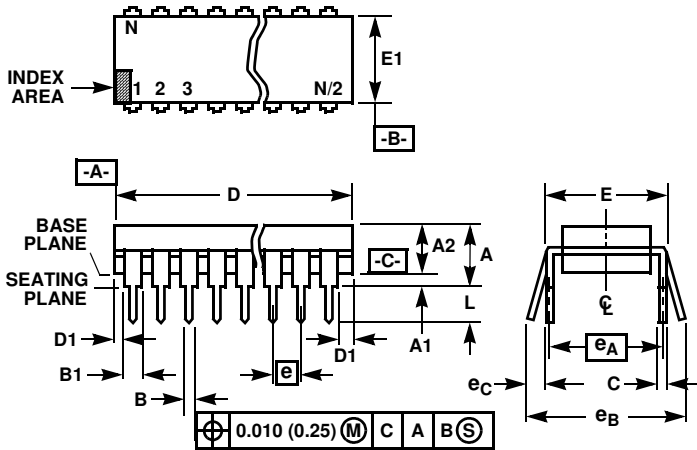 N
E1
INDEX
AREA
1 2 3 N/2
-B-
-A-
D
E
BASE
PLANE
A2
A
-C-
SEATING
PLANE
L
C
L
D1
A1
D1
eA
B1
e
eC
C
B
eB
0.010 (0.25) M C A B S